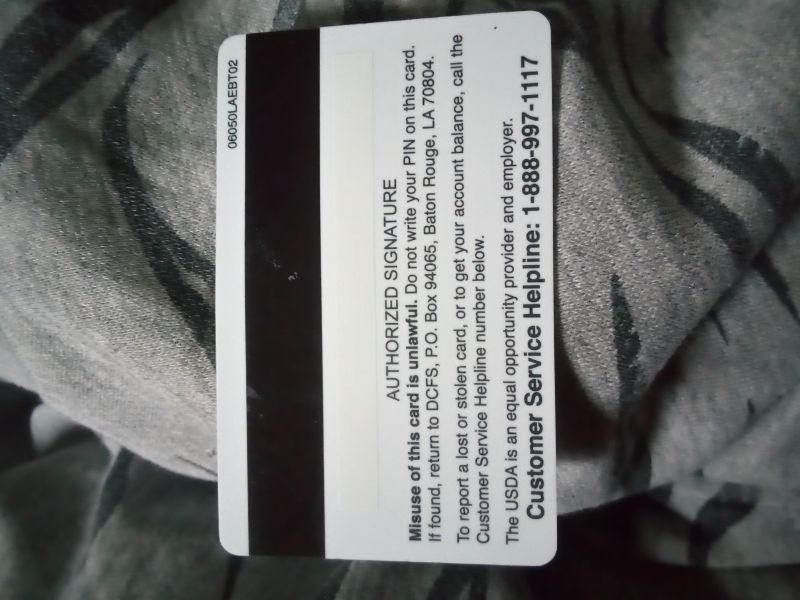 06050LAEBT02
AUTHORIZED SIGNATURE
Misuse of this card is unlawful. Do not write your PIN on this card.
If found, return to DCFS, P.O. Box 94065, Baton Rouge, LA 70804.
To report a lost or stolen card, or to get your account balance, call the
Customer Service Helpline number below.
The USDA is an equal opportunity provider and employer.
Customer Service Helpline: 1-888-997-1117